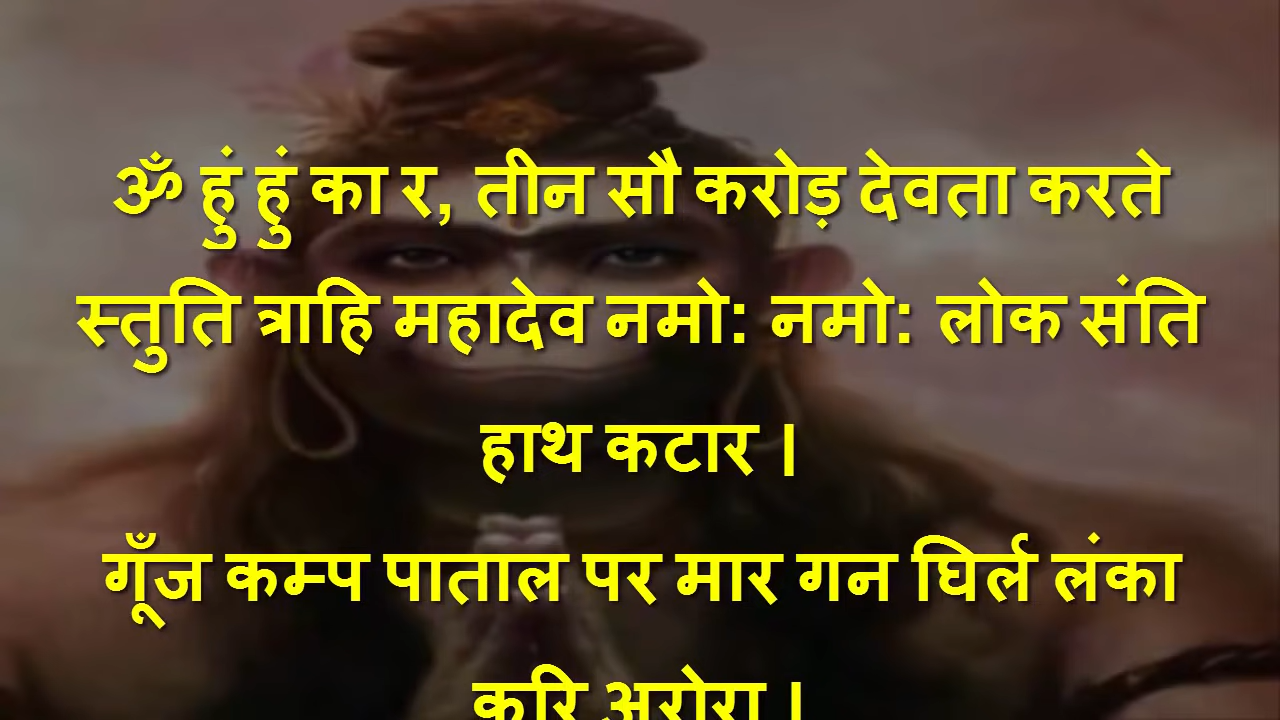 ॐ हुं हुं का र, तीन सौ करोड़ देवता करते
स्तुति त्राहि महादेव नमो: नमो: लोक संति
हाथ कटार ।
गूँज कम्प पाताल पर मार गन घिर्ल लंका
करि अरोरा ।